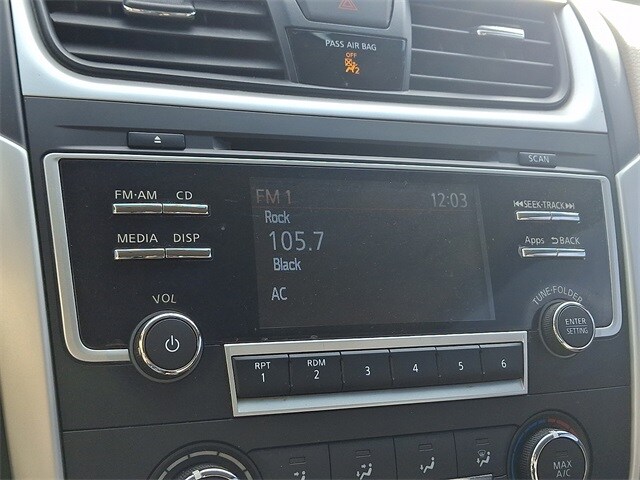 PASS AIR BAG
OFF
2
SCAN
FM·AM CD
MEDIA DISP
FM 1 12:03
Rock
105.7
Black
AC
SEEK·TRACK
Apps BACK
TUNE·FOLDER
ENTER
SETTING
VOL
RPT
1
RDM
2
3
4
5
6
MAX
A/C